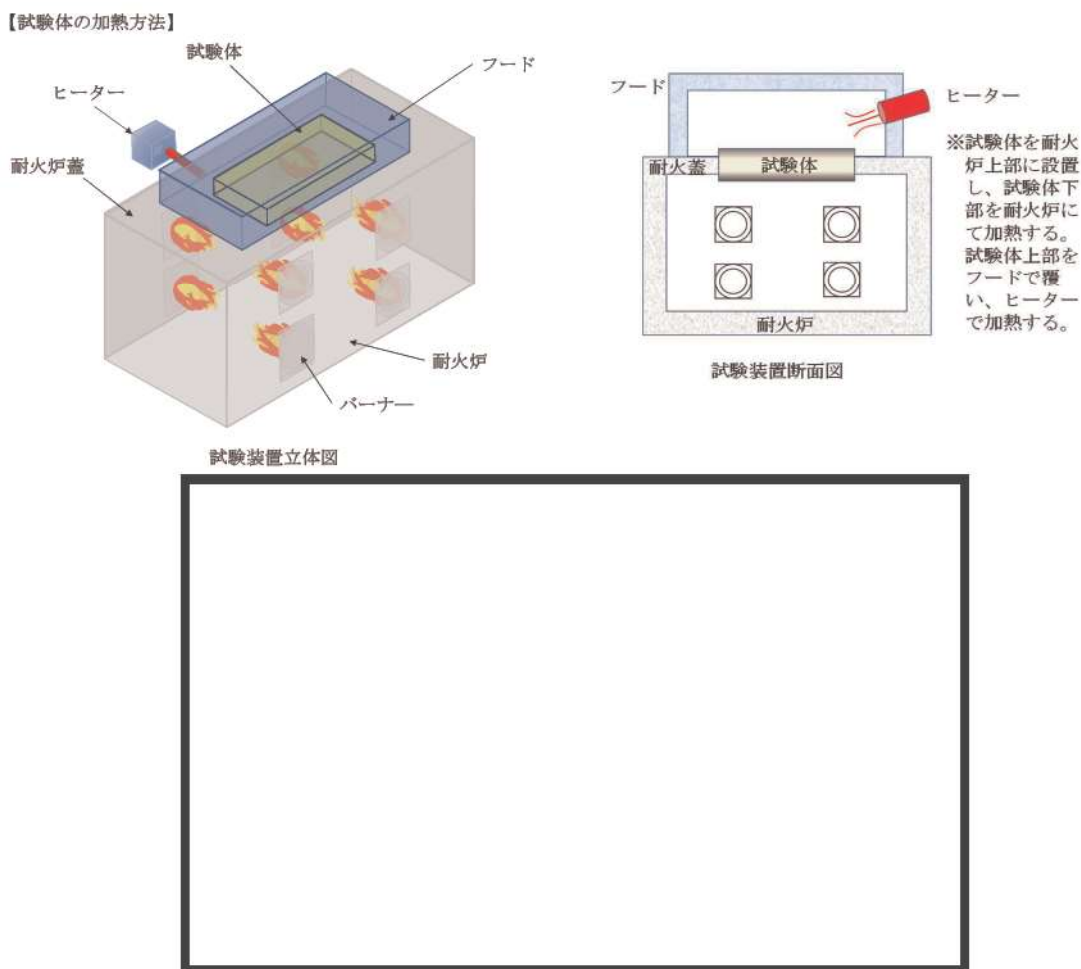 【試験体の加熱方法】
試験体
フード
ヒーター
耐火炉蓋
耐火炉
バーナー
試験装置立体図
フード
ヒーター
耐火蓋
試験体
耐火炉
試験装置断面図
※試験体を耐火
炉上部に設置
し、試験体下
部を耐火炉に
て加熱する。
試験体上部を
フードで覆
い、ヒーター
で加熱する。